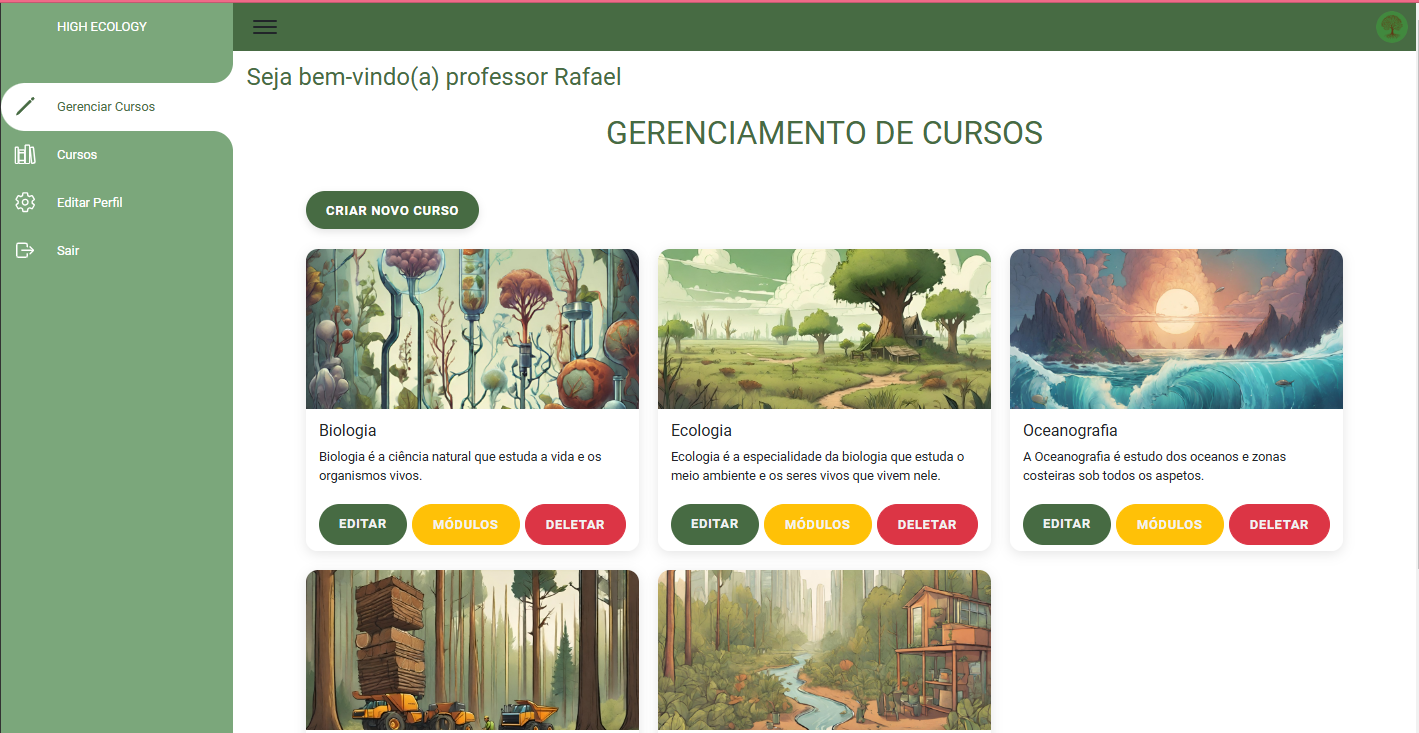 HIGH ECOLOGY
Gerenciar Cursos
Cursos
Editar Perfil
Sair
Seja bem-vindo(a) professor Rafael
GERENCIAMENTO DE CURSOS
CRIAR NOVO CURSO
Biologia
Biologia é a ciência natural que estuda a vida e os
organismos vivos.
EDITAR MÓDULOS DELETAR
Ecologia
Ecologia é a especialidade da biologia que estuda o
meio ambiente e os seres vivos que vivem nele.
EDITAR MÓDULOS DELETAR
Oceanografia
A Oceanografia é estudo dos oceanos e zonas
costeiras sob todos os aspetos.
EDITAR MÓDULOS DELETAR